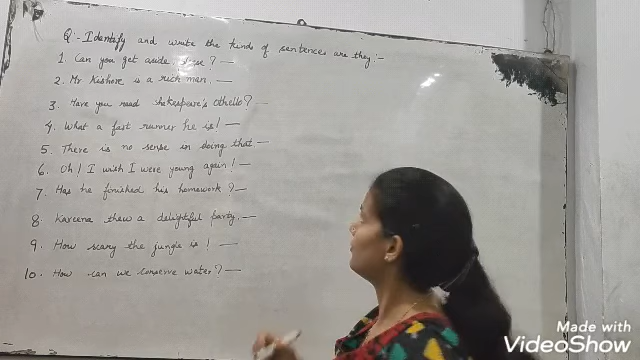 Q:- Identify and write the kinds of sentences are they:-
1. Can you get aside, ? —
2. Mr Kishore is a rich man. —
3. Have you read Shakespeare's Othello? —
4. What a fast runner he is! —
5. There is no sense in doing that —
6. Oh! I wish I were young again! —
7. Has he finished his homework? —
8. Kareena thew a delightful party. —
9. How scary the jungle is! —
10. How can we conserve water? —
Made with
VideoShow